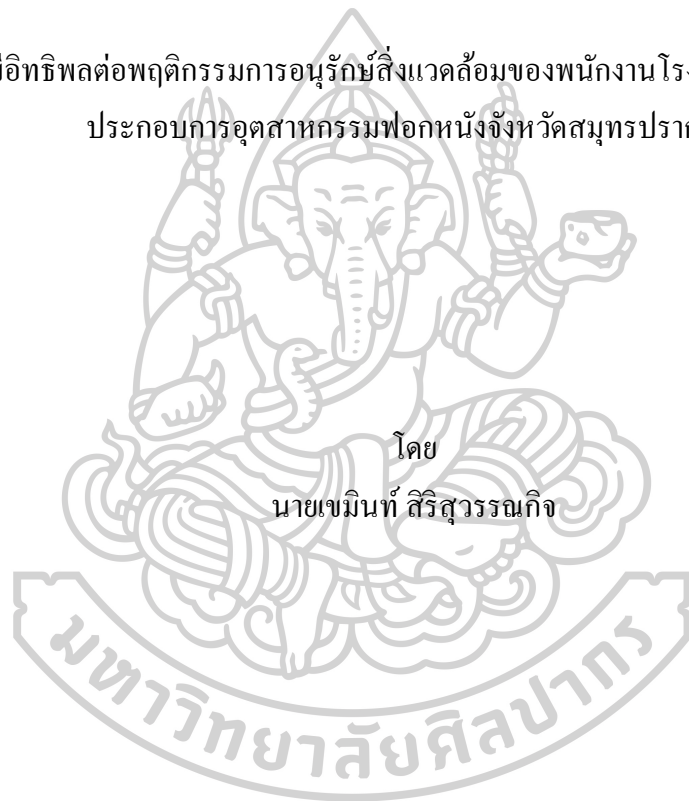 มีอิทธิพลต่อพฤติกรรมการอนุรักษ์สิ่งแวดล้อมของพนักงาน
ประกอบการอุตสาหกรรมฟอกหนังจังหวัดสมุทรปรา
โดย
นายเขมินท์ สิริสุวรรณกิจ
มหาวิทยาลัยศิลปากร